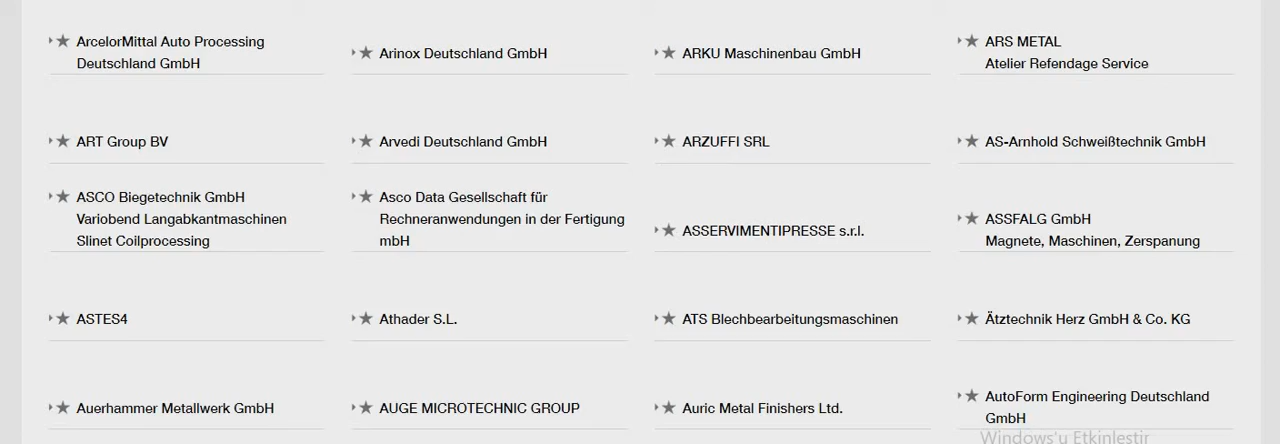 ArcelorMittal Auto Processing
Deutschland GmbH
Arinox Deutschland GmbH
ARKU Maschinenbau GmbH
ARS METAL
Atelier Refendage Service
ART Group BV
Arvedi Deutschland GmbH
ARZUFFI SRL
AS-Arnhold Schweißtechnik GmbH
ASCO Biegetechnik GmbH
Variobend Langabkantmaschinen
Slinet Coilprocessing
Asco Data Gesellschaft für
Rechneranwendungen in der Fertigung
mbH
ASSERVIMENTIPRESSE s.r.l.
ASSFALG GmbH
Magnete, Maschinen, Zerspanung
ASTES4
Athader S.L.
ATS Blechbearbeitungsmaschinen
Ätztechnik Herz GmbH & Co. KG
Auerhammer Metallwerk GmbH
AUGE MICROTECHNIC GROUP
Auric Metal Finishers Ltd.
AutoForm Engineering Deutschland
GmbH
Windows'u Etkinleştir